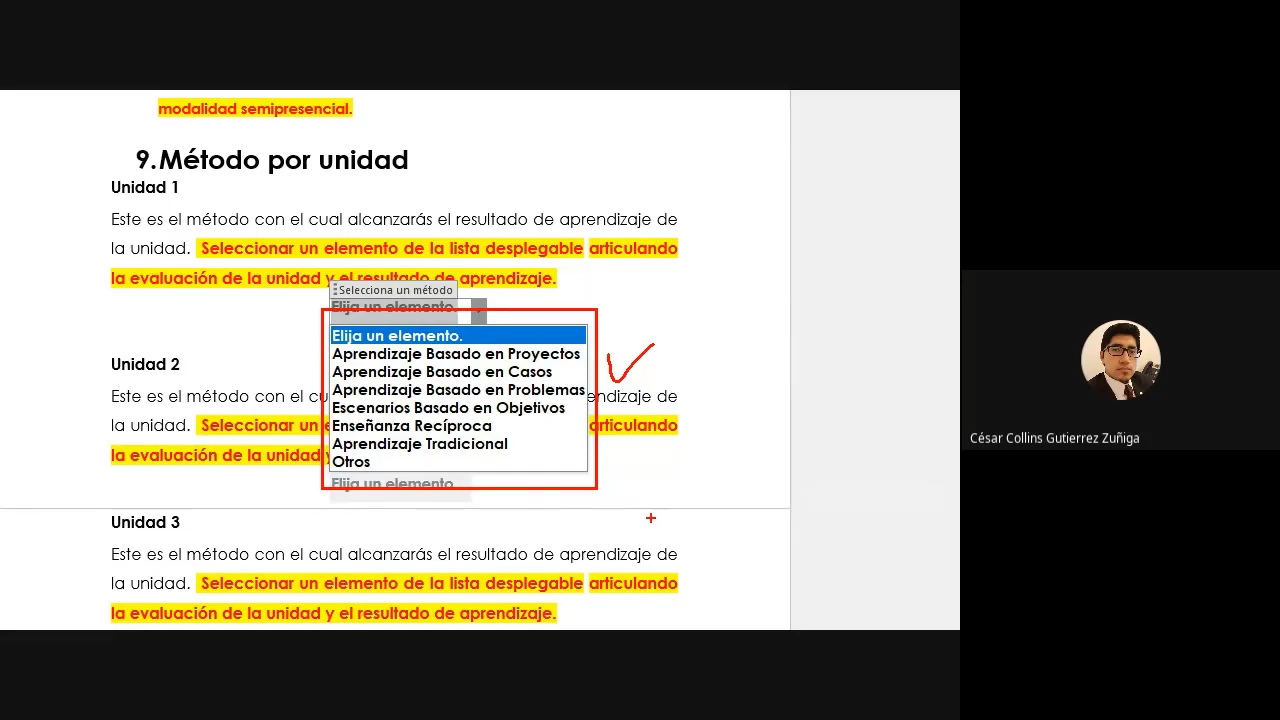 modalidad semipresencial.
9.Método por unidad
Unidad 1
Este es el método con el cual alcanzarás el resultado de aprendizaje de
la unidad. Seleccionar un elemento de la lista desplegable articulando
la evaluación de la unidad y el resultado de aprendizaje.
Selecciona un método
Elija un elemento.
Elija un elemento.
Aprendizaje Basado en Proyectos
Aprendizaje Basado en Casos
Aprendizaje Basado en Problemas
Escenarios Basado en Objetivos
Enseñanza Recíproca
Aprendizaje Tradicional
Otros
Unidad 2
Este es el método con el
la unidad. Seleccionar un articulando
la evaluación de la unidad
Elija un elemento.
Unidad 3
Este es el método con el cual alcanzarás el resultado de aprendizaje de
la unidad. Seleccionar un elemento de la lista desplegable articulando
la evaluación de la unidad y el resultado de aprendizaje.
César Collins Gutierrez Zuñiga